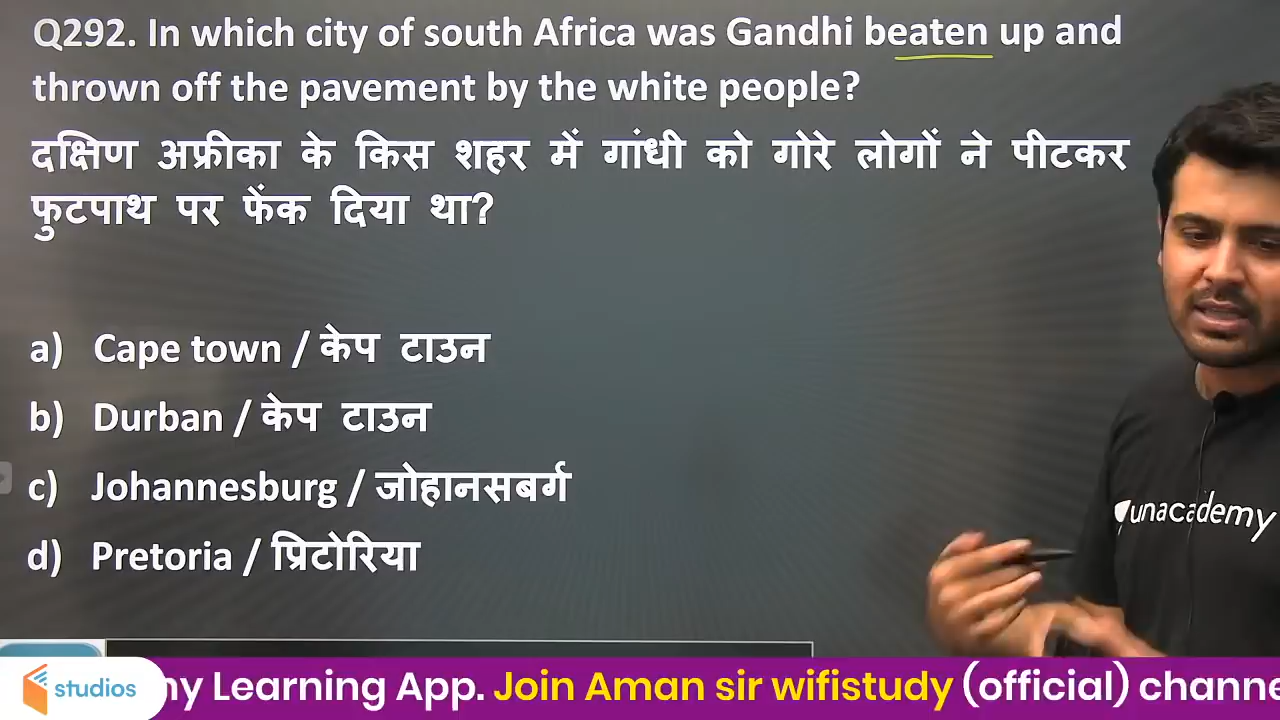 Q292. In which city of south Africa was Gandhi beaten up and
thrown off the pavement by the white people?
दक्षिण अफ्रीका के किस शहर में गांधी को गोरे लोगों ने पीटकर
फुटपाथ पर फेंक दिया था?
a) Cape town / केप टाउन
b) Durban / केप टाउन
c) Johannesburg / जोहानसबर्ग
d) Pretoria / प्रिटोरिया
unacademy
studios
ny Learning App. Join Aman sir wifistudy (official) channe